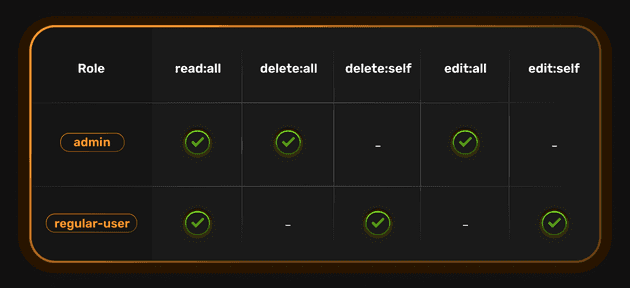 Role read:all delete:all delete:self edit:all edit:self
admin - -
regular-user - -